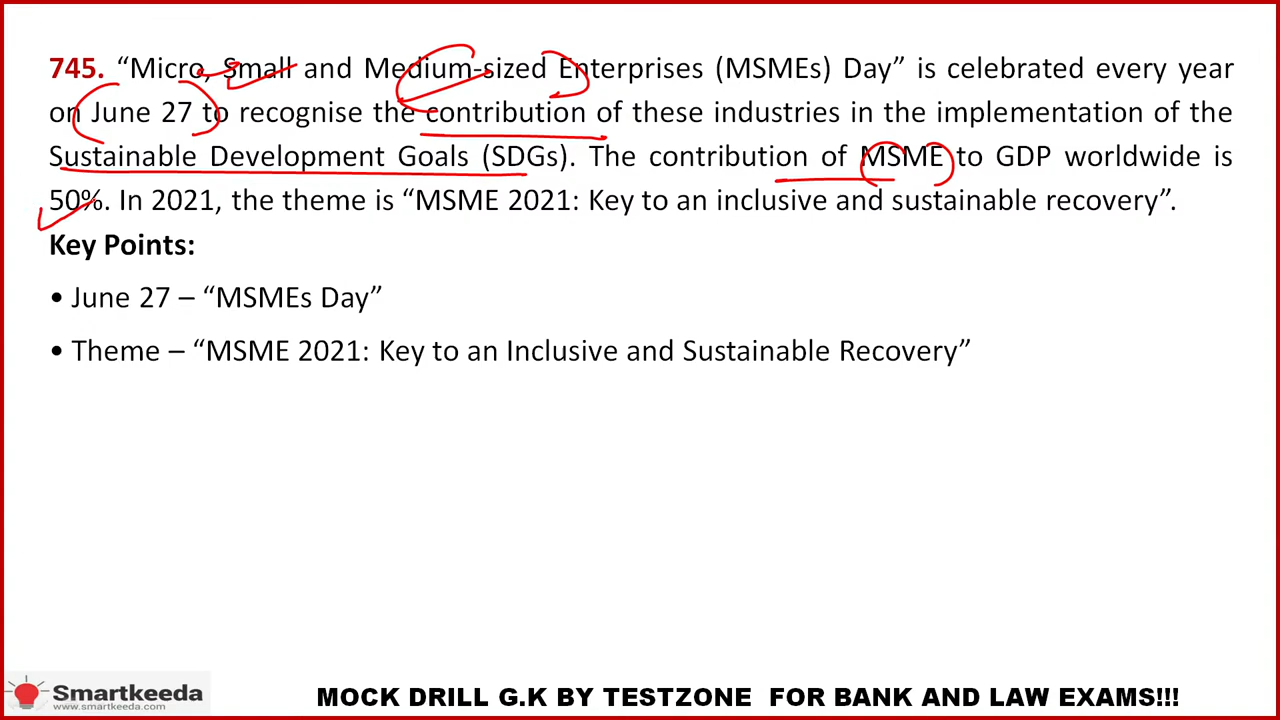 745. “Micro, Small and Medium-sized Enterprises (MSMEs) Day” is celebrated every year
on June 27 to recognise the contribution of these industries in the implementation of the
Sustainable Development Goals (SDGs). The contribution of MSME to GDP worldwide is
50%. In 2021, the theme is “MSME 2021: Key to an inclusive and sustainable recovery”.
Key Points:
• June 27 – “MSMEs Day”
• Theme – “MSME 2021: Key to an Inclusive and Sustainable Recovery”
Smartkeeda
www.smartkeeda.com
MOCK DRILL G.K BY TESTZONE FOR BANK AND LAW EXAMS!!!